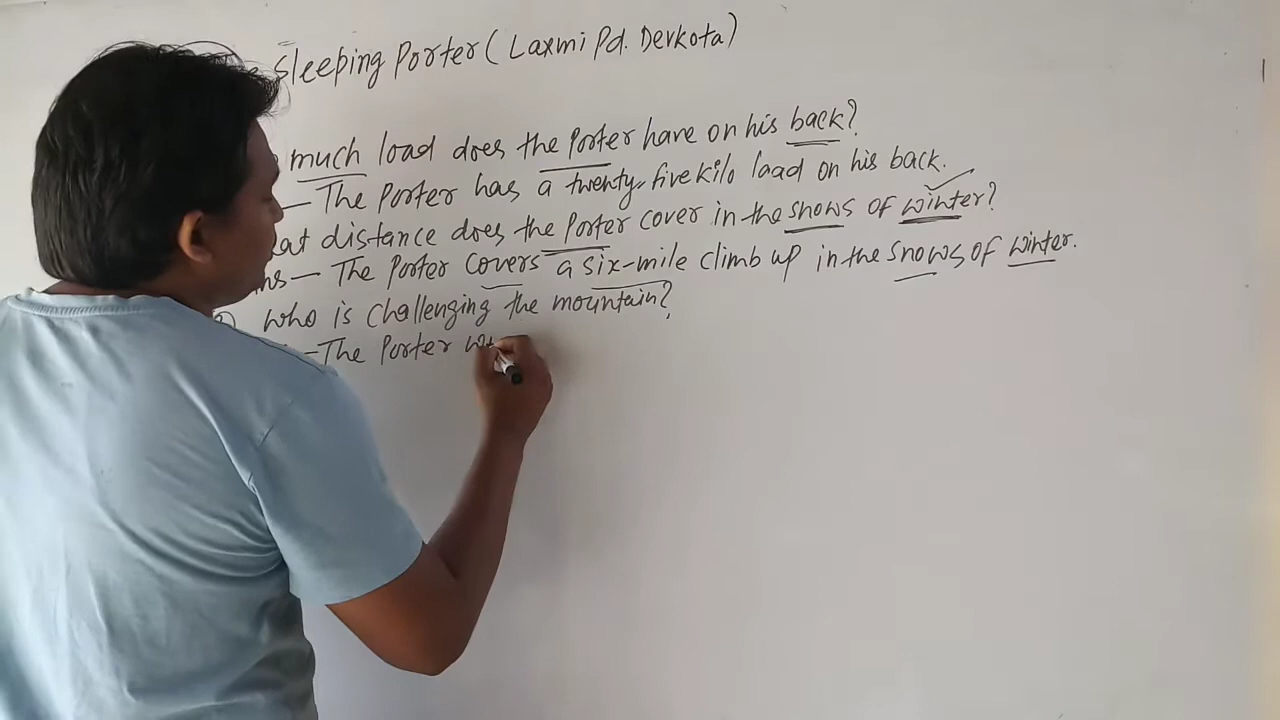 Sleeping Porter (Laxmi Pd. Devkota)
much load does the Porter have on his back?
— The Porter has a twenty-five kilo load on his back.
distance does the Porter cover in the snows of winter?
— The Porter covers a six-mile climb up in the snows of winter.
who is challenging the mountain?
— The Porter